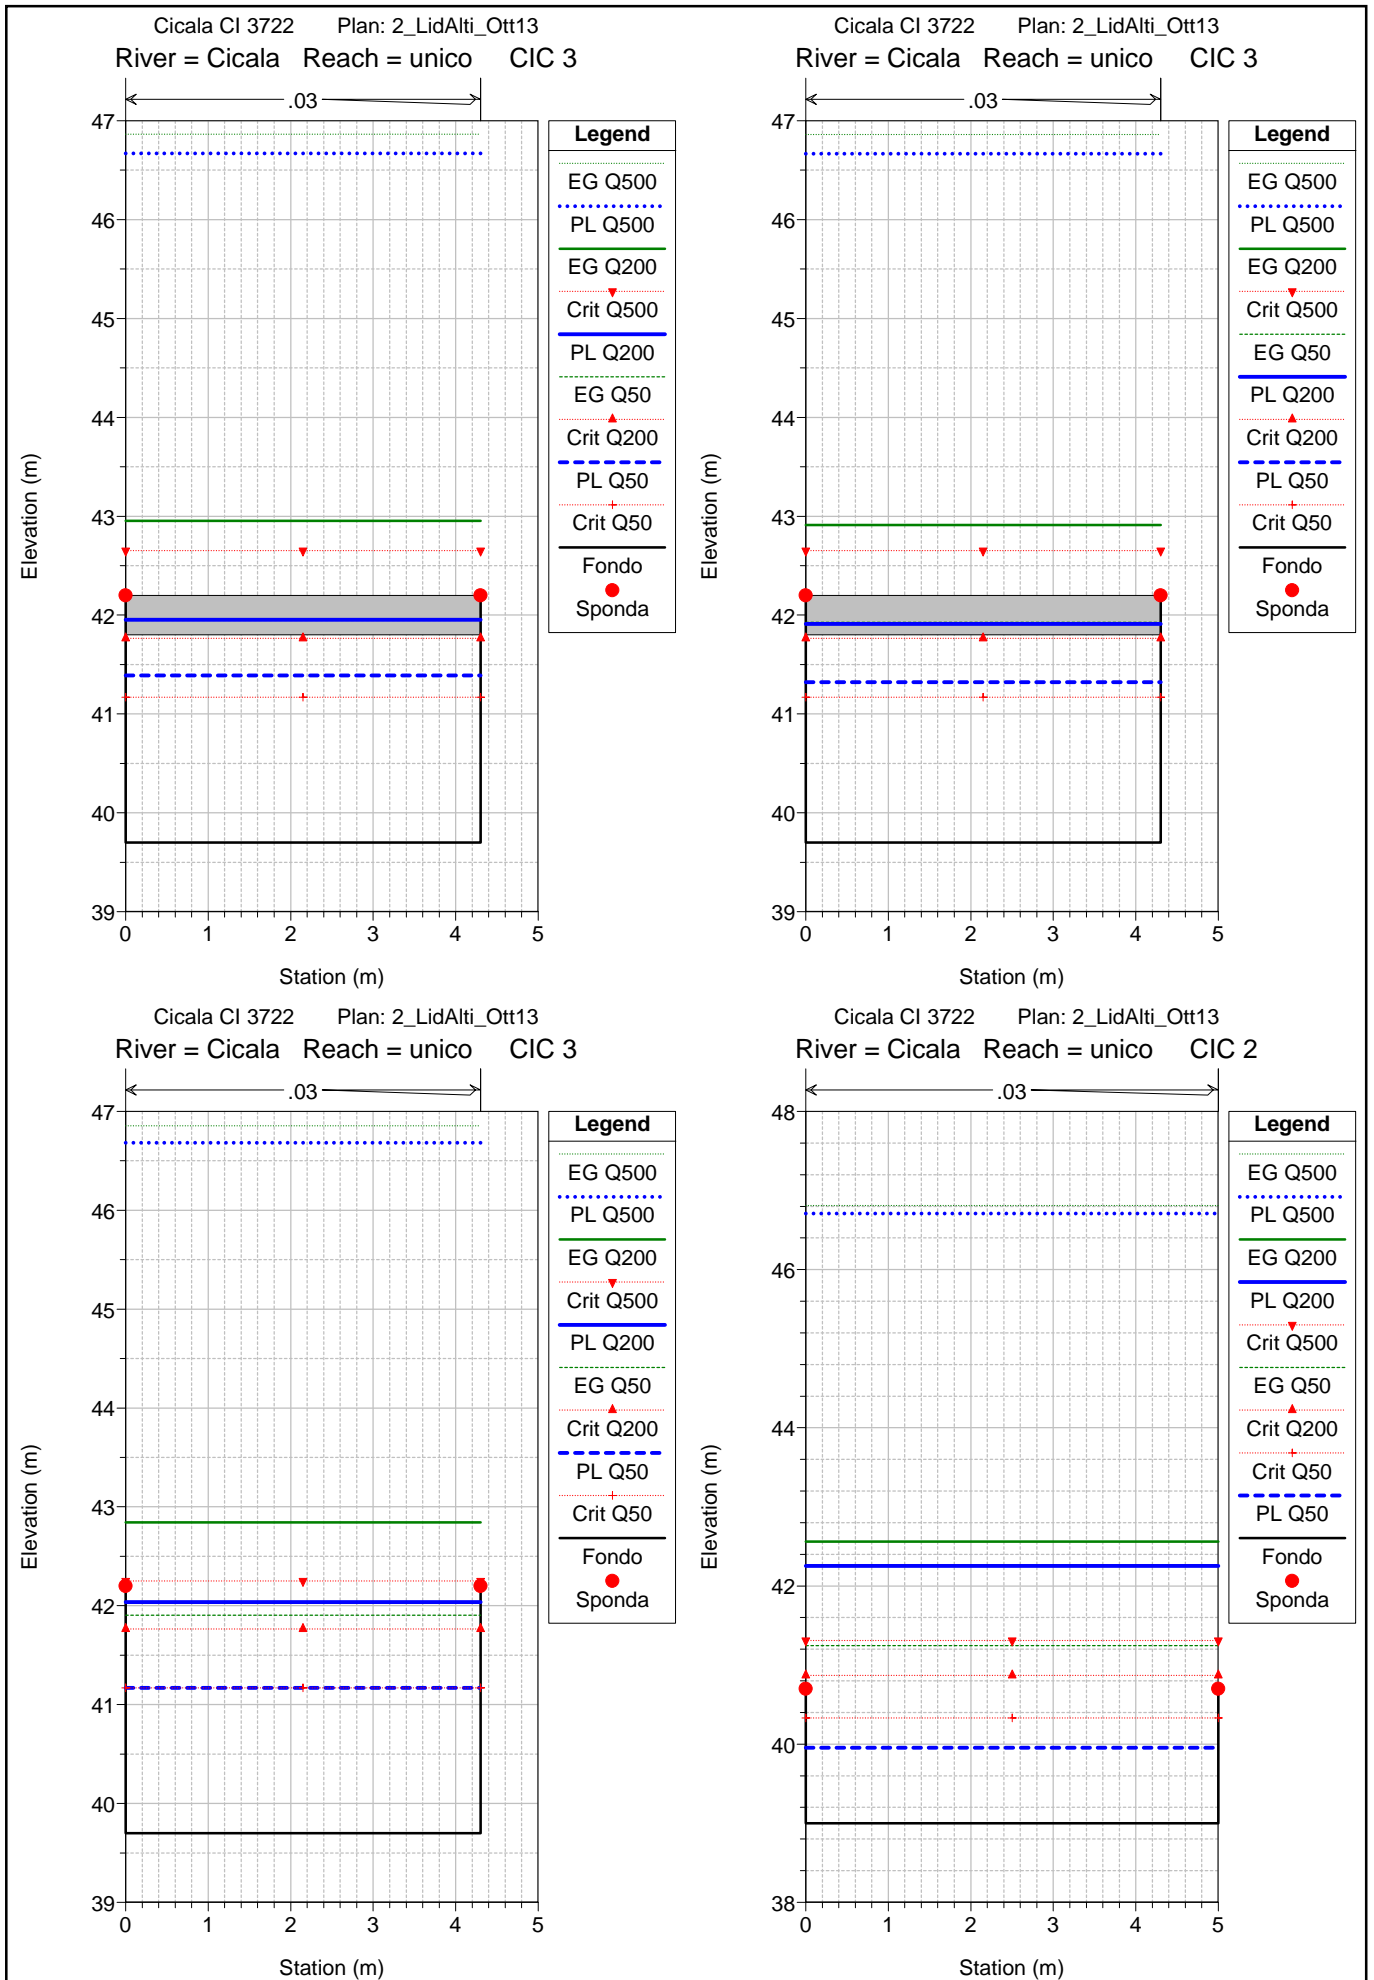 Cicala CI 3722 Plan: 2_LidAlti_Ott13
River = Cicala Reach = unico CIC 3
.03
47
46
45
44
43
42
41
40
39
0 1 2 3 4 5
Elevation (m)
Station (m)
Legend
EG Q500
PL Q500
EG Q200
Crit Q500
PL Q200
EG Q50
Crit Q200
PL Q50
Crit Q50
Fondo
Sponda
Cicala CI 3722 Plan: 2_LidAlti_Ott13
River = Cicala Reach = unico CIC 3
.03
47
46
45
44
43
42
41
40
39
0 1 2 3 4 5
Elevation (m)
Station (m)
Legend
EG Q500
PL Q500
EG Q200
Crit Q500
EG Q50
PL Q200
Crit Q200
PL Q50
Crit Q50
Fondo
Sponda
Cicala CI 3722 Plan: 2_LidAlti_Ott13
River = Cicala Reach = unico CIC 3
.03
47
46
45
44
43
42
41
40
39
0 1 2 3 4 5
Elevation (m)
Station (m)
Legend
EG Q500
PL Q500
EG Q200
Crit Q500
PL Q200
EG Q50
Crit Q200
PL Q50
Crit Q50
Fondo
Sponda
Cicala CI 3722 Plan: 2_LidAlti_Ott13
River = Cicala Reach = unico CIC 2
.03
48
46
44
42
40
38
0 1 2 3 4 5
Elevation (m)
Station (m)
Legend
EG Q500
PL Q500
EG Q200
PL Q200
Crit Q500
EG Q50
Crit Q200
Crit Q50
PL Q50
Fondo
Sponda